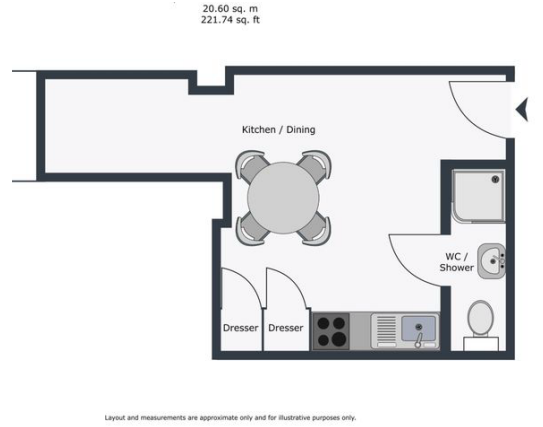 20.60 sq. m
221.74 sq. ft
Kitchen / Dining
WC /
Shower
Dresser
Dresser
Layout and measurements are approximate only and for illustrative purposes only.